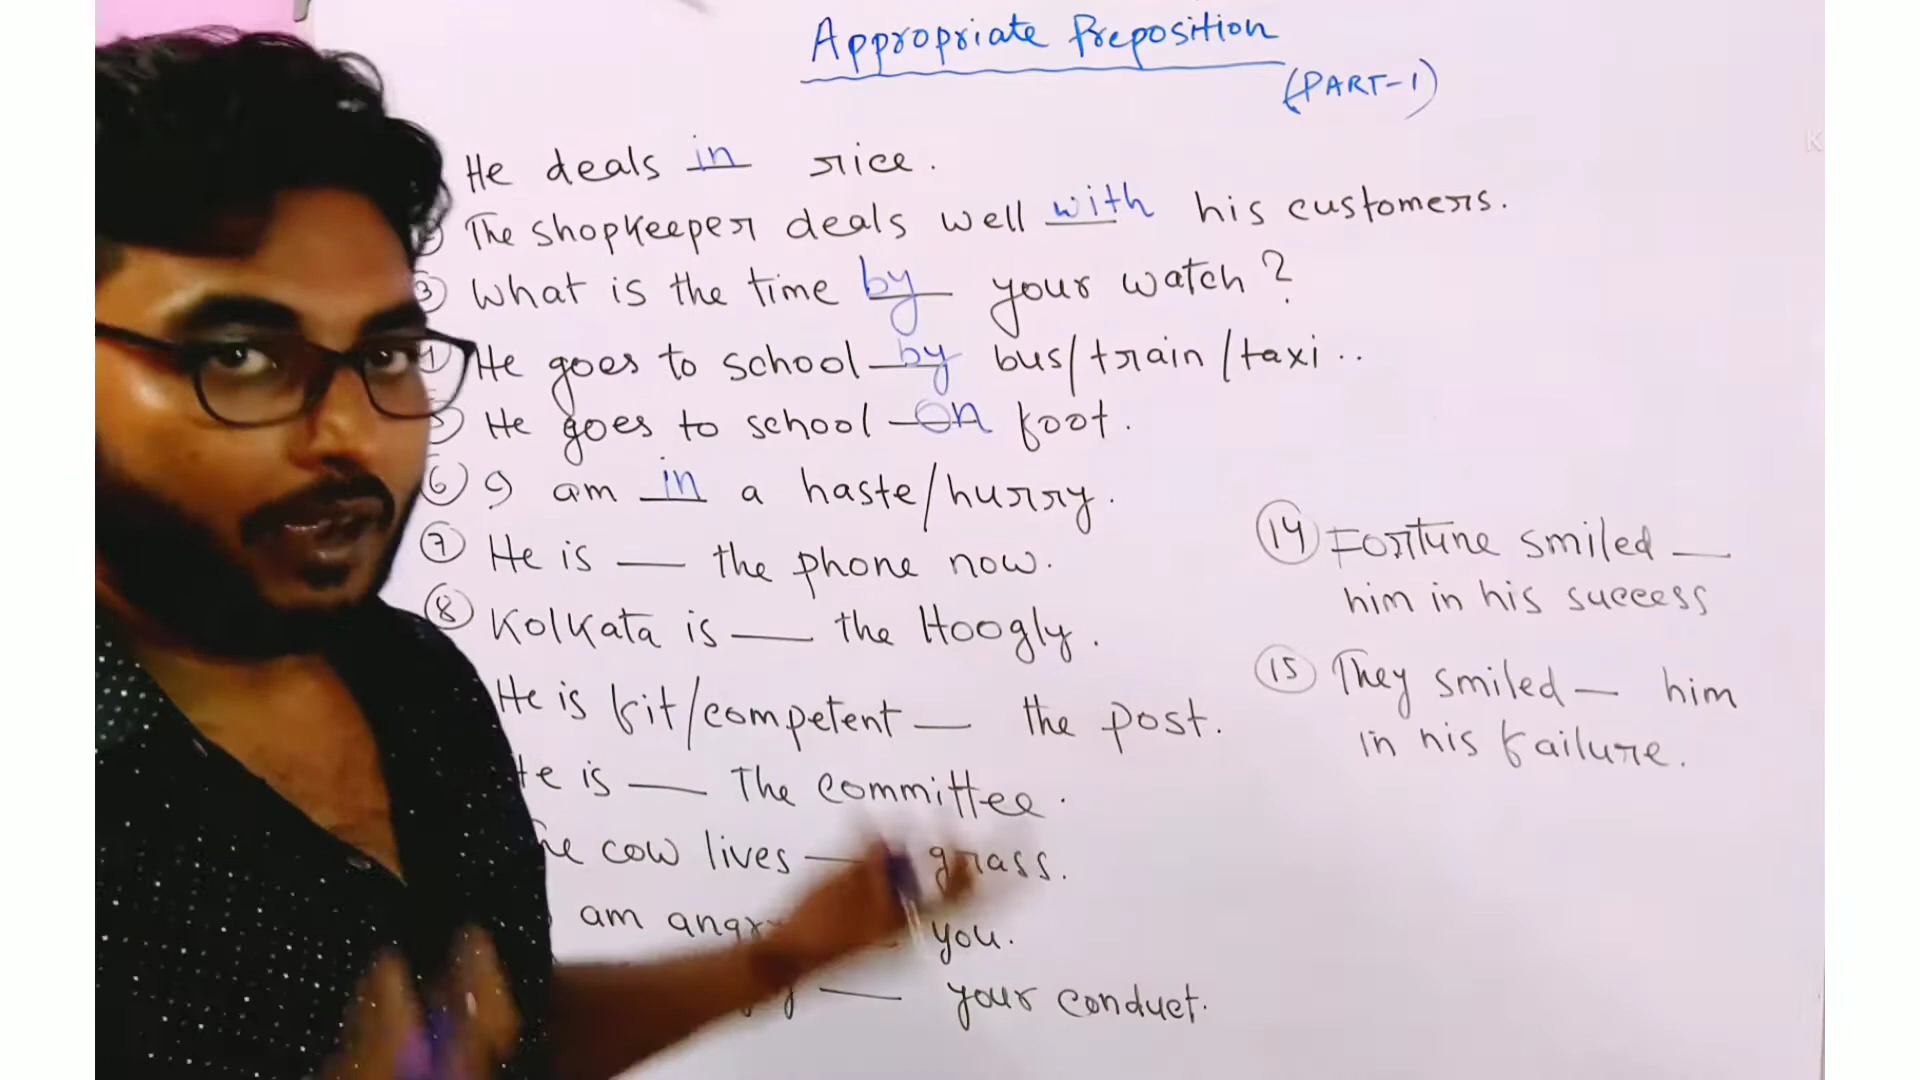 Appropriate Preposition
(PART-1)
He deals in rice.
The shopkeeper deals well with his customers.
③ What is the time by your watch?
He goes to school by bus/train/taxi..
He goes to school on foot.
⑥ I am in a haste/hurry.
⑦ He is — the phone now.
⑧ Kolkata is — the Hoogly.
He is fit/competent — the post.
He is — the committee.
The cow lives — grass.
am angry you.
— your conduct.
⑭ Fortune smiled —
him in his success
⑮ They smiled — him
in his failure.
K